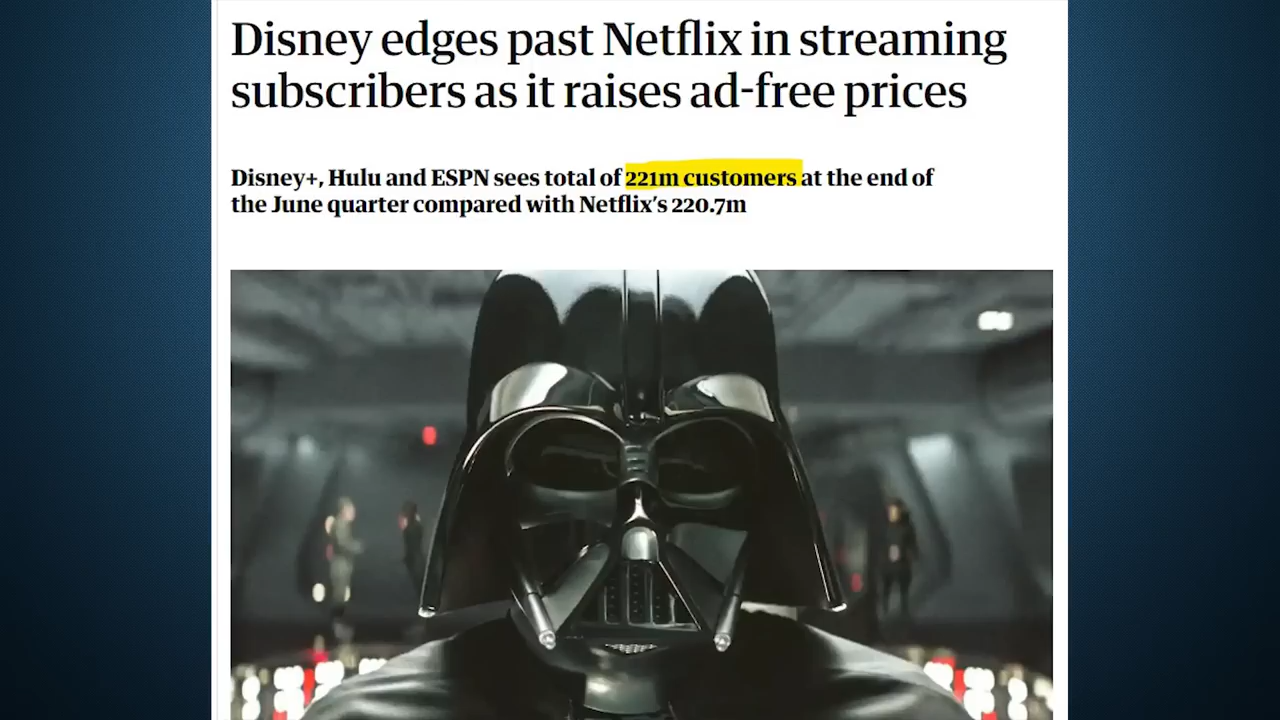 Disney edges past Netflix in streaming
subscribers as it raises ad-free prices
Disney+, Hulu and ESPN sees total of 221m customers at the end of
the June quarter compared with Netflix’s 220.7m